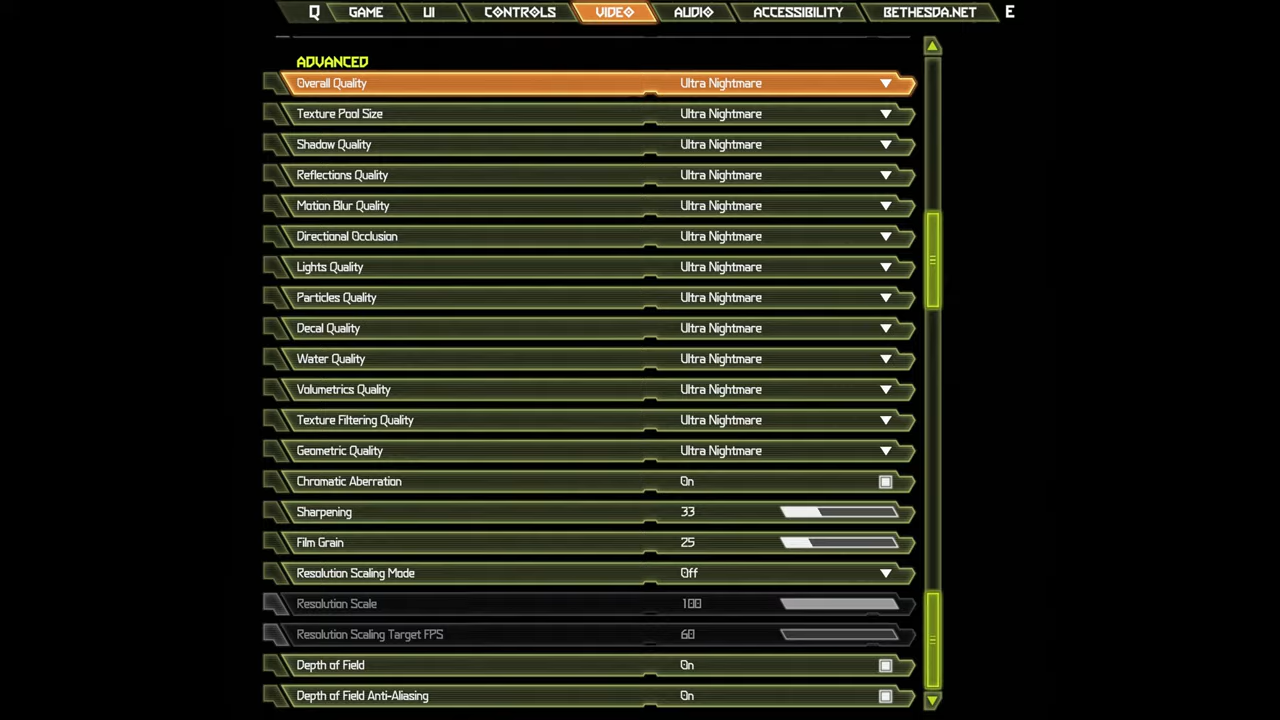 Q GAME UI CONTROLS VIDEO AUDIO ACCESSIBILITY BETHESDA.NET E
ADVANCED
Overall Quality Ultra Nightmare
Texture Pool Size Ultra Nightmare
Shadow Quality Ultra Nightmare
Reflections Quality Ultra Nightmare
Motion Blur Quality Ultra Nightmare
Directional Occlusion Ultra Nightmare
Lights Quality Ultra Nightmare
Particles Quality Ultra Nightmare
Decal Quality Ultra Nightmare
Water Quality Ultra Nightmare
Volumetrics Quality Ultra Nightmare
Texture Filtering Quality Ultra Nightmare
Geometric Quality Ultra Nightmare
Chromatic Aberration On
Sharpening 33
Film Grain 25
Resolution Scaling Mode Off
Resolution Scale 100
Resolution Scaling Target FPS 60
Depth of Field On
Depth of Field Anti-Aliasing On